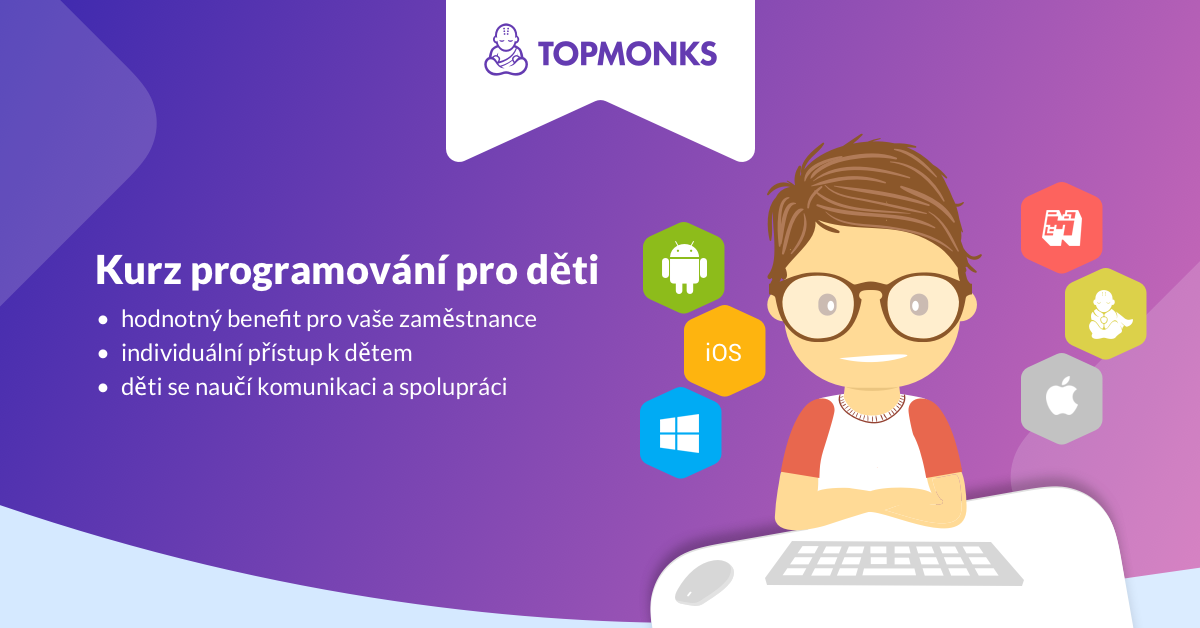 TOPMONKS
Kurz programování pro děti
• hodnotný benefit pro vaše zaměstnance
• individuální přístup k dětem
• děti se naučí komunikaci a spolupráci
iOS